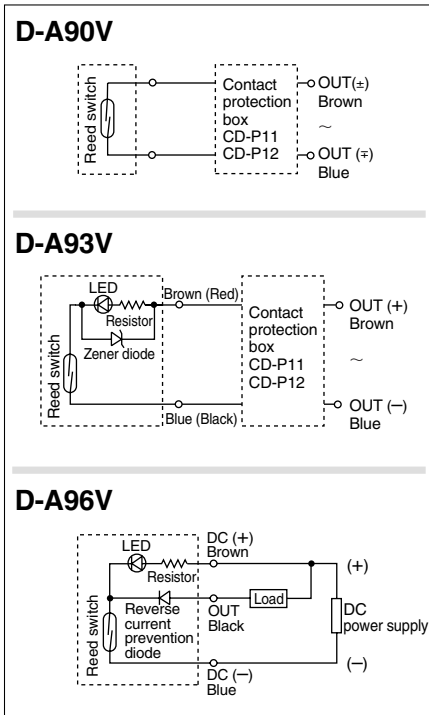 D-A90V
Reed switch
Contact
protection
box
CD-P11
CD-P12
OUT(±)
Brown
～
OUT (∓)
Blue
D-A93V
LED
Resistor
Zener diode
Reed switch
Brown (Red)
Blue (Black)
Contact
protection
box
CD-P11
CD-P12
OUT (+)
Brown
～
OUT (−)
Blue
D-A96V
LED
Resistor
Reverse
current
prevention
diode
Reed switch
DC (+)
Brown
OUT
Black
Load
DC (−)
Blue
(+)
DC
power supply
(−)